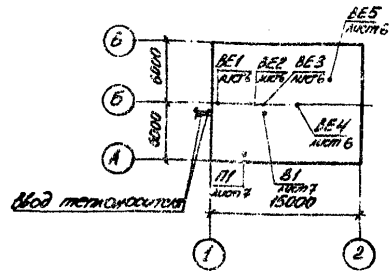 ВЕ5
лист 6
В
6000
ВЕ1
лист 6
ВЕ2
лист 6
ВЕ3
лист 6
Б
6000
ВЕ4
лист 6
А
П1
лист 7
В1
лист 7
Ввод теплоносителя
15000
1
2